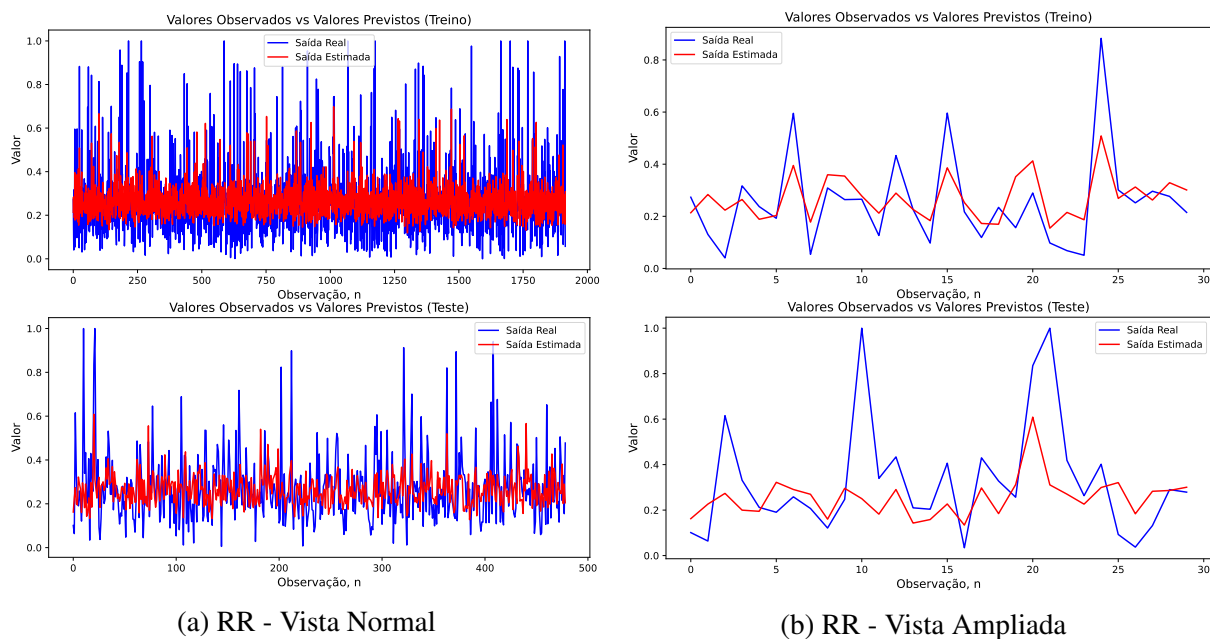 Valores Observados vs Valores Previstos (Treino)
Saída Real
Saída Estimada
1.0
0.8
0.6
0.4
0.2
0.0
Valor
0 250 500 750 1000 1250 1500 1750 2000
Observação, n
Valores Observados vs Valores Previstos (Teste)
Saída Real
Saída Estimada
1.0
0.8
0.6
0.4
0.2
0.0
Valor
0 100 200 300 400 500
Observação, n
(a) RR - Vista Normal
Valores Observados vs Valores Previstos (Treino)
Saída Real
Saída Estimada
0.8
0.6
0.4
0.2
0.0
Valor
0 5 10 15 20 25 30
Observação, n
Valores Observados vs Valores Previstos (Teste)
Saída Real
Saída Estimada
1.0
0.8
0.6
0.4
0.2
0.0
Valor
0 5 10 15 20 25 30
Observação, n
(b) RR - Vista Ampliada